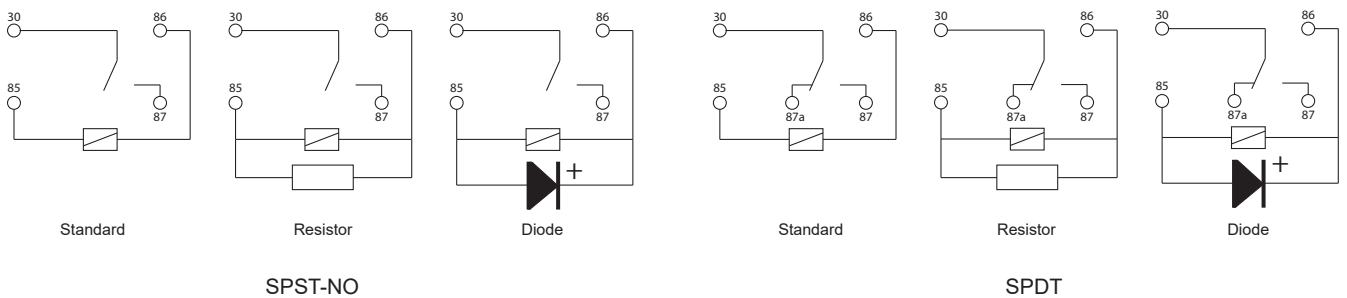 30 86 30 86 30 86 30 86 30 86 30 86
85 85 85 85 85 85
87 87 87 87a 87 87a 87 87a 87
+ +
Standard Resistor Diode Standard Resistor Diode
SPST-NO SPDT